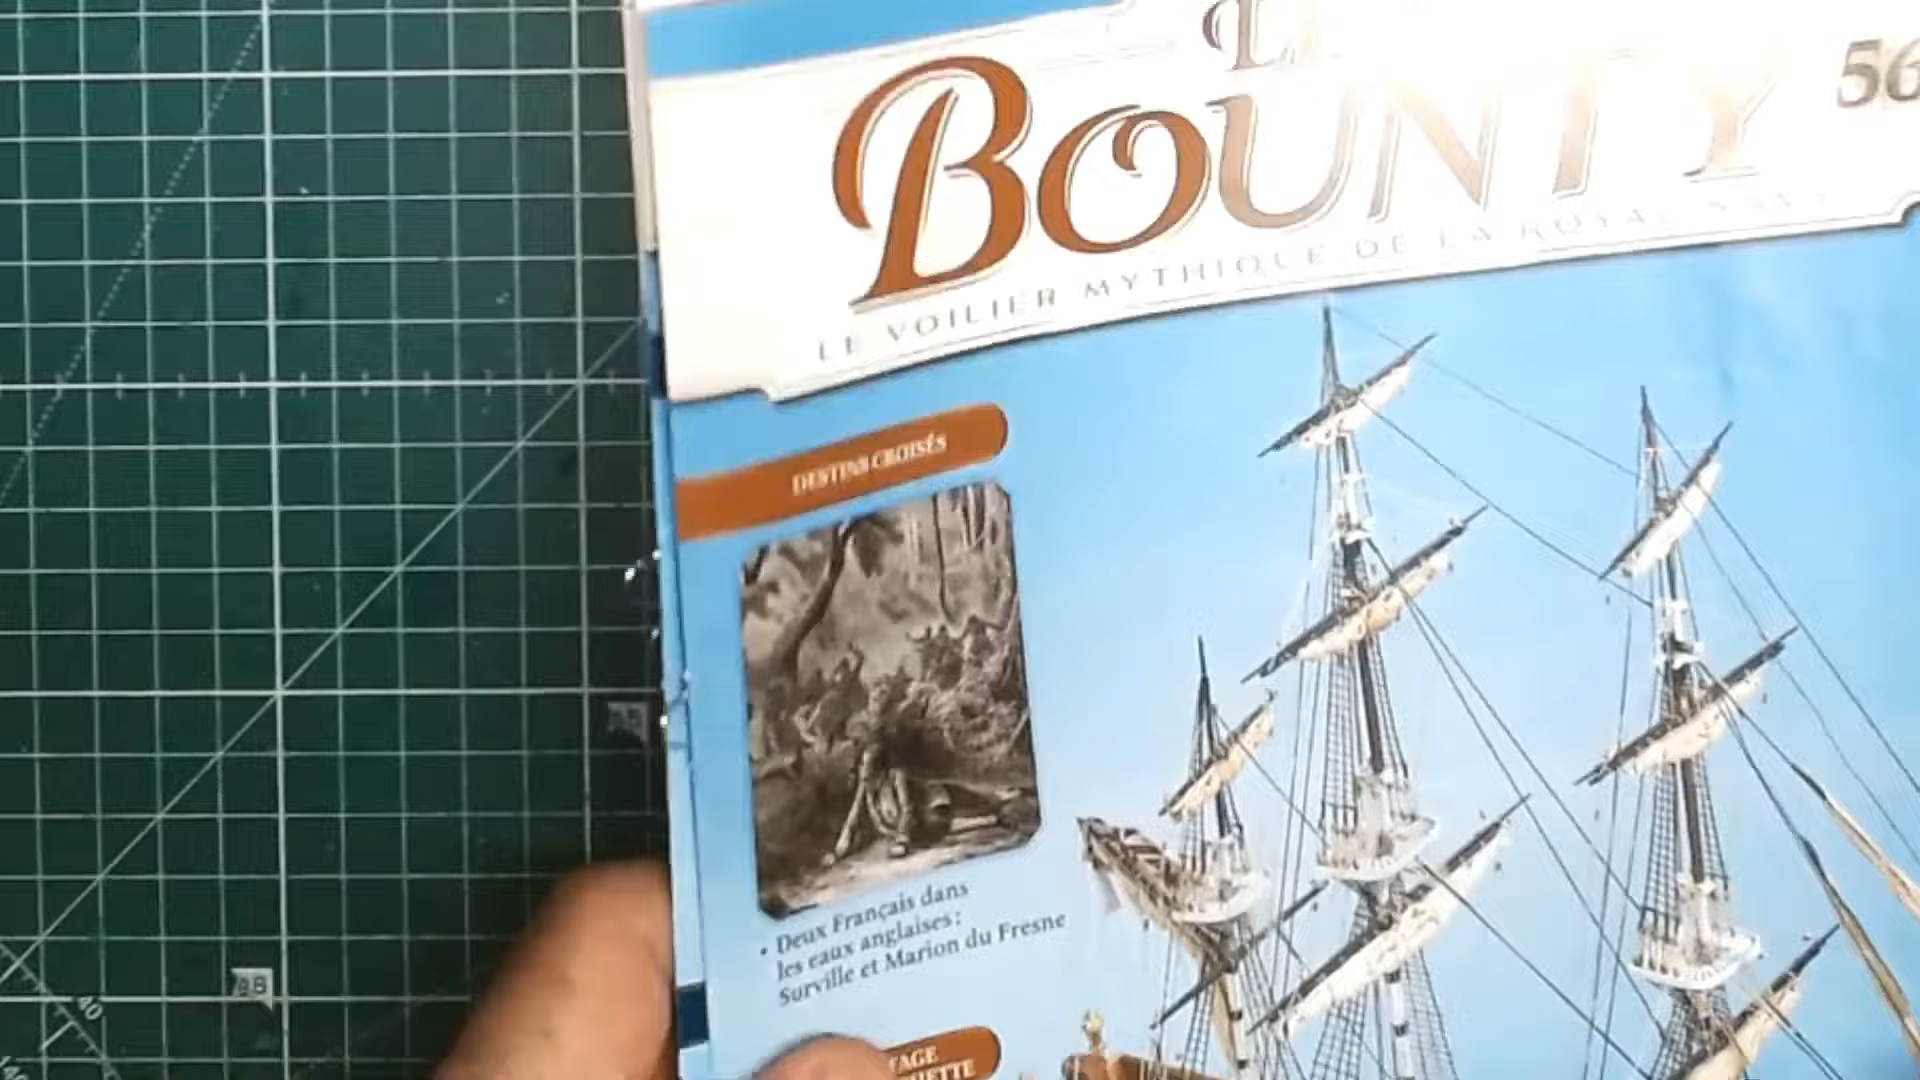 56
BOUNTY
LE VOILIER MYTHIQUE DE LA ROYAL NAVY
DESTINS CROISÉS
• Deux Français dans
les eaux anglaises :
Surville et Marion du Fresne
40